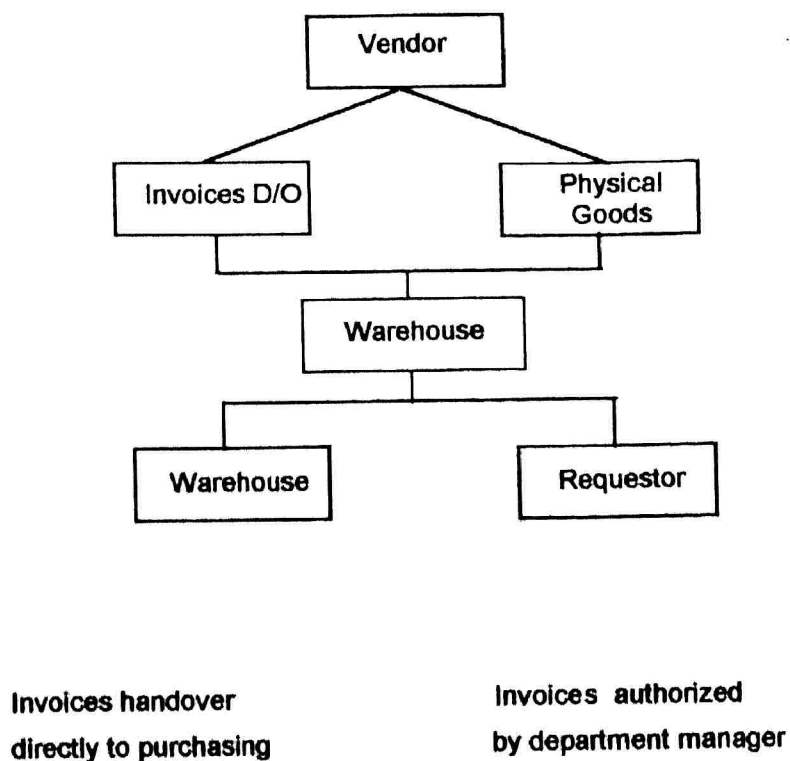 Vendor
Invoices D/O
Physical
Goods
Warehouse
Warehouse
Requestor
Invoices handover
directly to purchasing
Invoices authorized
by department manager